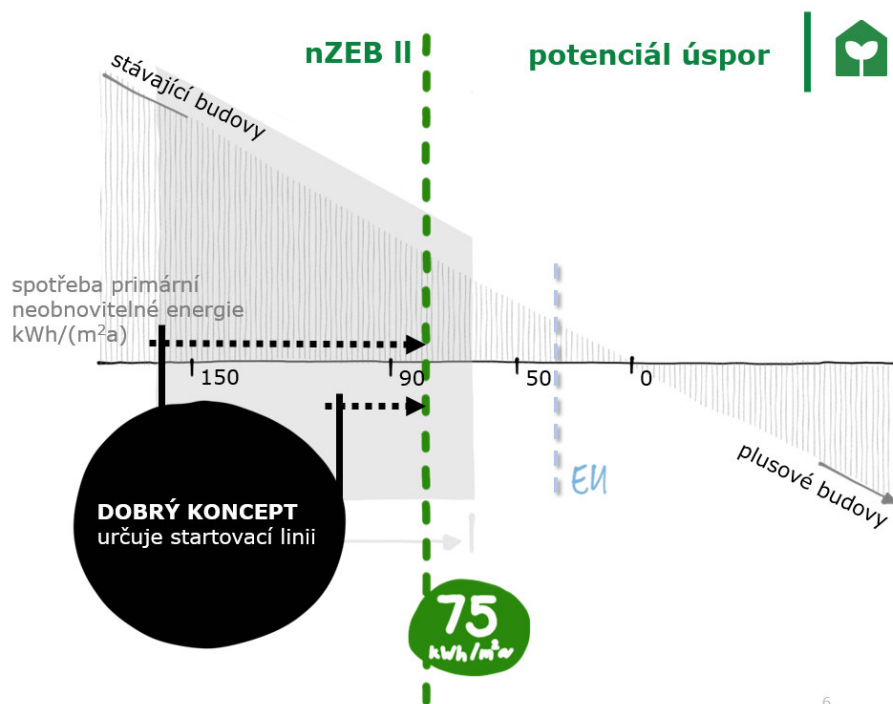 nZEB II
potenciál úspor
stávající budovy
spotřeba primární
neobnovitelné energie
kWh/(m²a)
150
90
50
0
EU
plusové budovy
DOBRÝ KONCEPT
určuje startovací linii
75
kWh/m²a
6